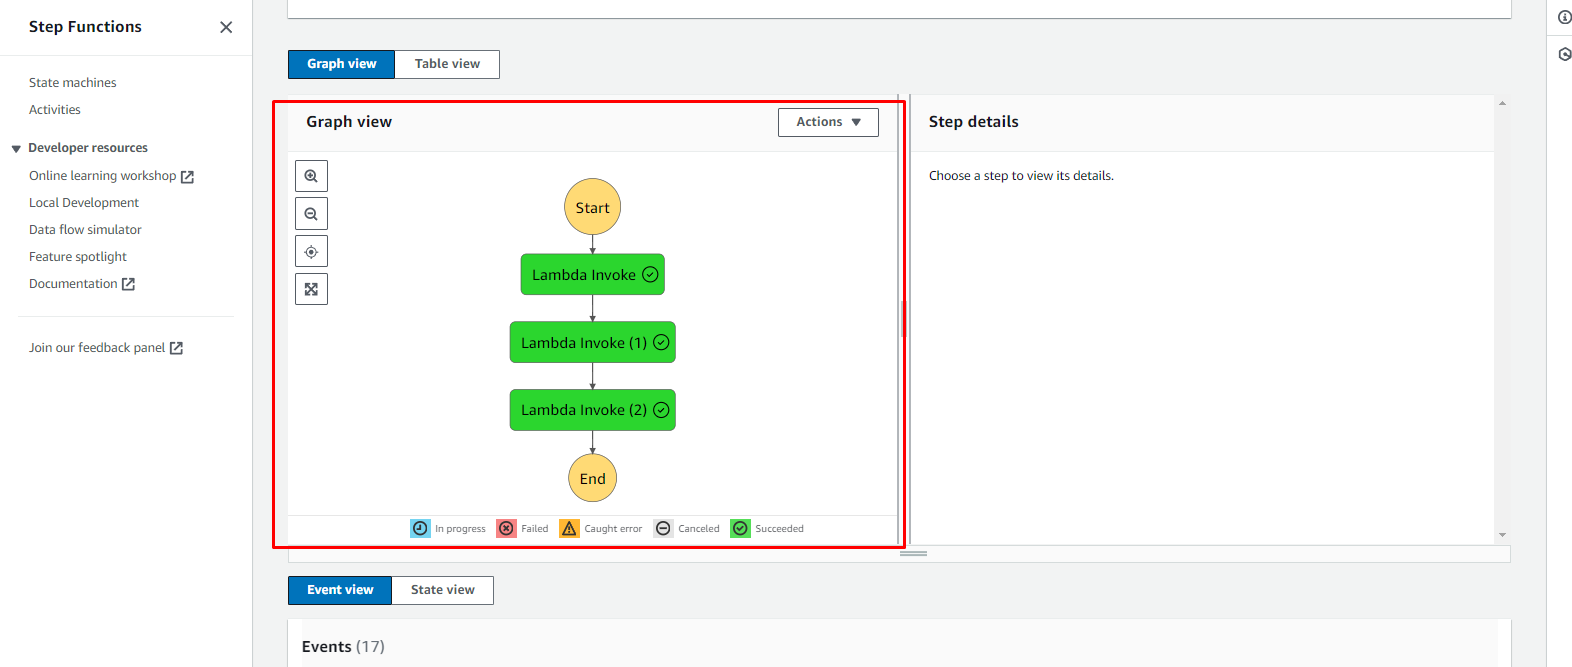 Step Functions
State machines
Activities
Developer resources
Online learning workshop
Local Development
Data flow simulator
Feature spotlight
Documentation
Join our feedback panel
Graph view
Table view
Graph view
Actions
Start
Lambda Invoke
Lambda Invoke (1)
Lambda Invoke (2)
End
In progress
Failed
Caught error
Canceled
Succeeded
Step details
Choose a step to view its details.
Event view
State view
Events (17)